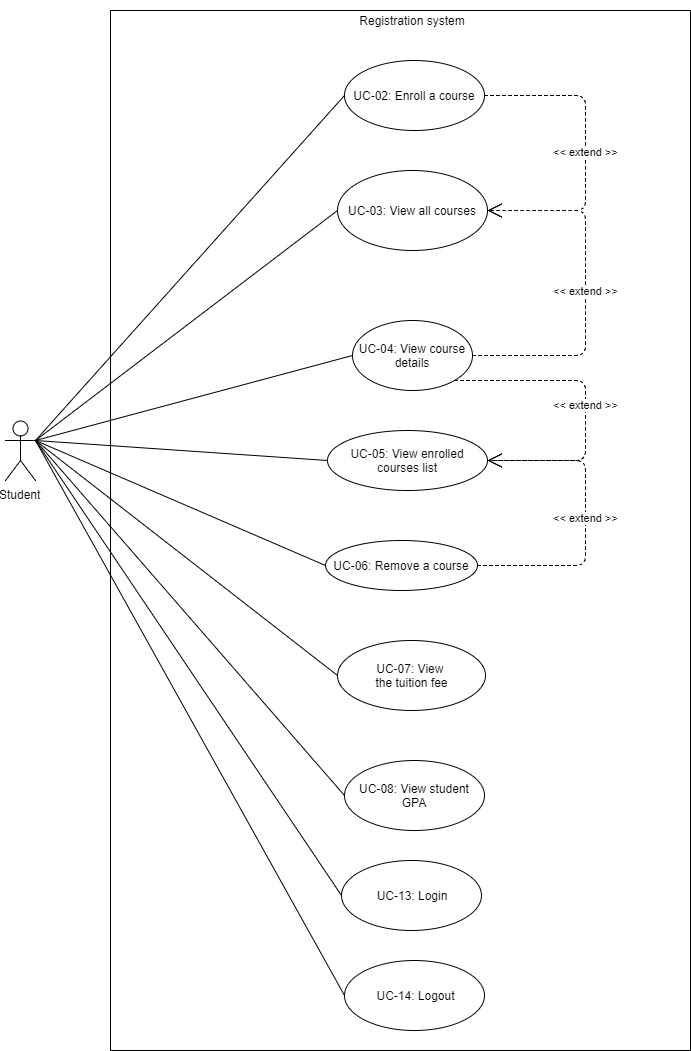 Registration system
UC-02: Enroll a course
<< extend >>
UC-03: View all courses
<< extend >>
UC-04: View course
details
<< extend >>
UC-05: View enrolled
courses list
Student
<< extend >>
UC-06: Remove a course
UC-07: View
the tuition fee
UC-08: View student
GPA
UC-13: Login
UC-14: Logout